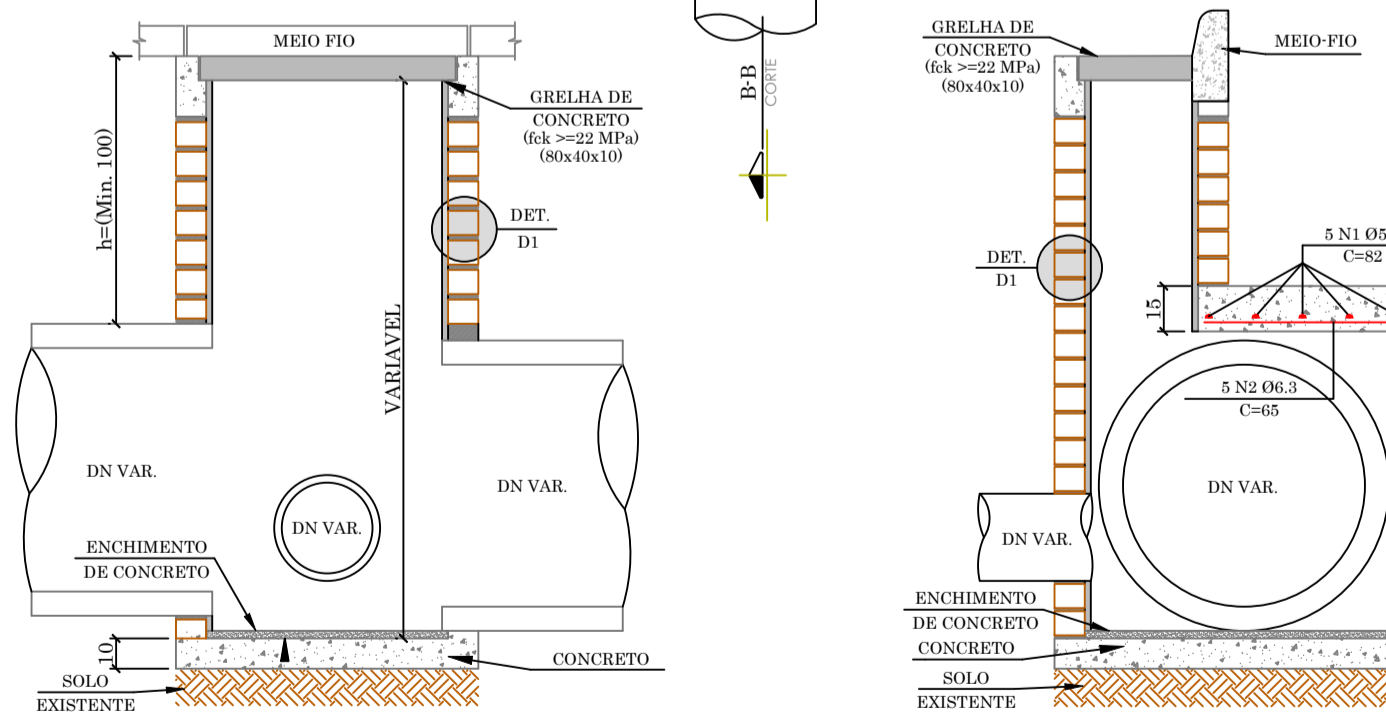 MEIO FIO
GRELHA DE
CONCRETO
(fck >=22 MPa)
(80x40x10)
h=(Min. 100)
DET.
D1
VARIAVEL
DN VAR.
DN VAR.
DN VAR.
ENCHIMENTO
DE CONCRETO
10
CONCRETO
SOLO
EXISTENTE
B-B
CORTE
GRELHA DE
CONCRETO
(fck >=22 MPa)
(80x40x10)
MEIO-FIO
DET.
D1
15
5 N1 Ø5
C=82
5 N2 Ø6.3
C=65
DN VAR.
DN VAR.
ENCHIMENTO
DE CONCRETO
CONCRETO
SOLO
EXISTENTE